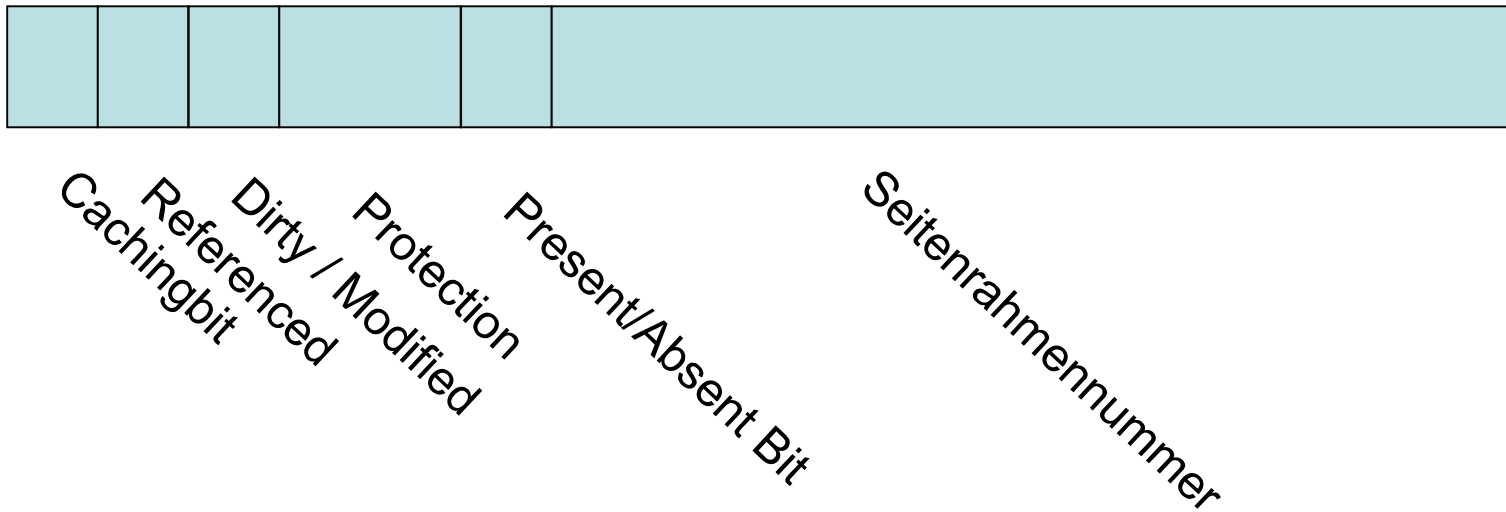 Cachingbit
Referenced
Dirty / Modified
Protection
Present/Absent Bit
Seitenrahmennummer